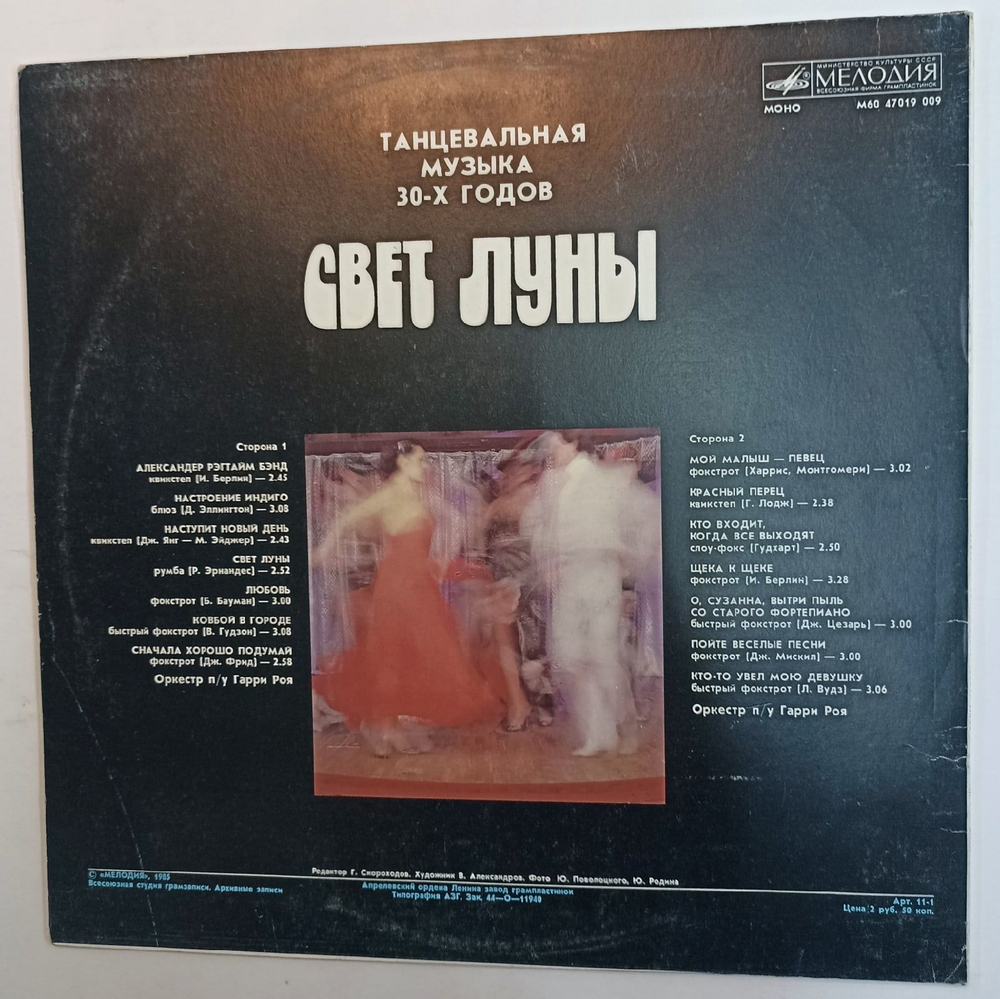 МИНИСТЕРСТВО КУЛЬТУРЫ СССР
МЕЛОДИЯ
ВСЕСОЮЗНАЯ ФИРМА ГРАМПЛАСТИНОК
МОНО М60 47019 009
ТАНЦЕВАЛЬНАЯ
МУЗЫКА
30-Х ГОДОВ
СВЕТ ЛУНЫ
Сторона 1
АЛЕКСАНДЕР РЭГТАЙМ БЭНД
квикстеп [И. Берлин] — 2.45
НАСТРОЕНИЕ ИНДИГО
блюз [Д. Эллингтон] — 3.08
НАСТУПИТ НОВЫЙ ДЕНЬ
квикстеп [Дж. Янг — М. Эйджер] — 2.43
СВЕТ ЛУНЫ
румба [Р. Эрнандес] — 2.52
ЛЮБОВЬ
фокстрот [Б. Бауман] — 3.00
КОВБОЙ В ГОРОДЕ
быстрый фокстрот [В. Гудзон] — 3.08
СНАЧАЛА ХОРОШО ПОДУМАЙ
фокстрот [Дж. Фрид] — 2.58
Оркестр п/у Гарри Роя
Сторона 2
МОЙ МАЛЫШ — ПЕВЕЦ
фокстрот [Харрис, Монтгомери] — 3.02
КРАСНЫЙ ПЕРЕЦ
квикстеп [Г. Лодж] — 2.38
КТО ВХОДИТ,
КОГДА ВСЕ ВЫХОДЯТ
слоу-фокс [Гудхарт] — 2.50
ЩЕКА К ЩЕКЕ
фокстрот [И. Берлин] — 3.28
О, СУЗАННА, ВЫТРИ ПЫЛЬ
СО СТАРОГО ФОРТЕПИАНО
быстрый фокстрот [Дж. Цезарь] — 3.00
ПОЙТЕ ВЕСЕЛЫЕ ПЕСНИ
фокстрот [Дж. Мискил] — 3.00
КТО-ТО УВЕЛ МОЮ ДЕВУШКУ
быстрый фокстрот [Л. Вудз] — 3.06
Оркестр п/у Гарри Роя
© «МЕЛОДИЯ», 1985
Всесоюзная студия грамзаписи. Архивные записи
Редактор Г. Скороходов. Художник В. Александров. Фото Ю. Поволоцкого, Ю. Родина
Апрелевский ордена Ленина завод грампластинок
Типография АЗГ. Зак. 44—О—11940
Арт. 11-1
Цена 2 руб. 50 коп.